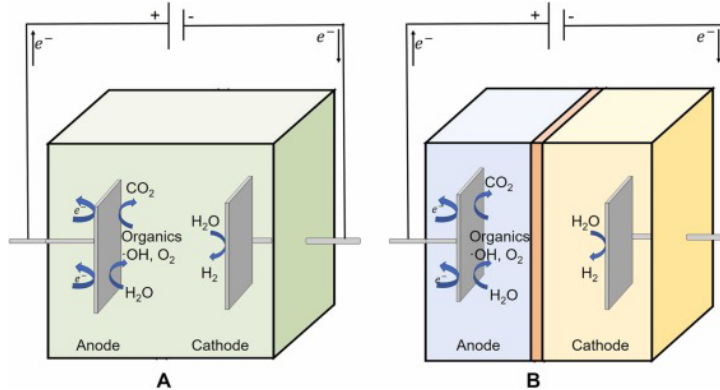 + -
e⁻ e⁻
CO₂
e⁻
H₂O
Organics
·OH, O₂
H₂
e⁻
H₂O
Anode Cathode
A
+ -
e⁻ e⁻
CO₂
e⁻
H₂O
Organics
·OH, O₂
H₂
e⁻
H₂O
Anode Cathode
B